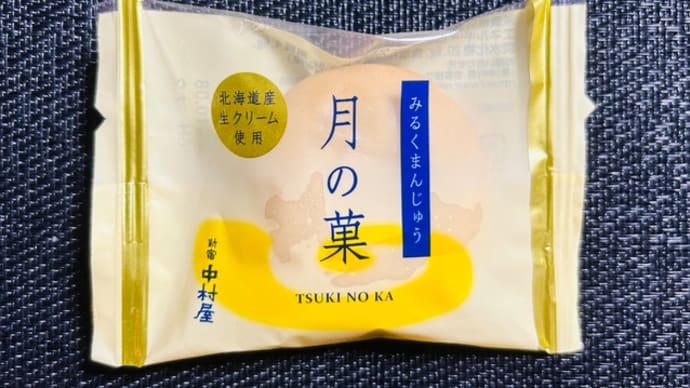 北海道産
生クリーム
使用
みるくまんじゅう
月の菓
TSUKI NO KA
新宿
中村屋